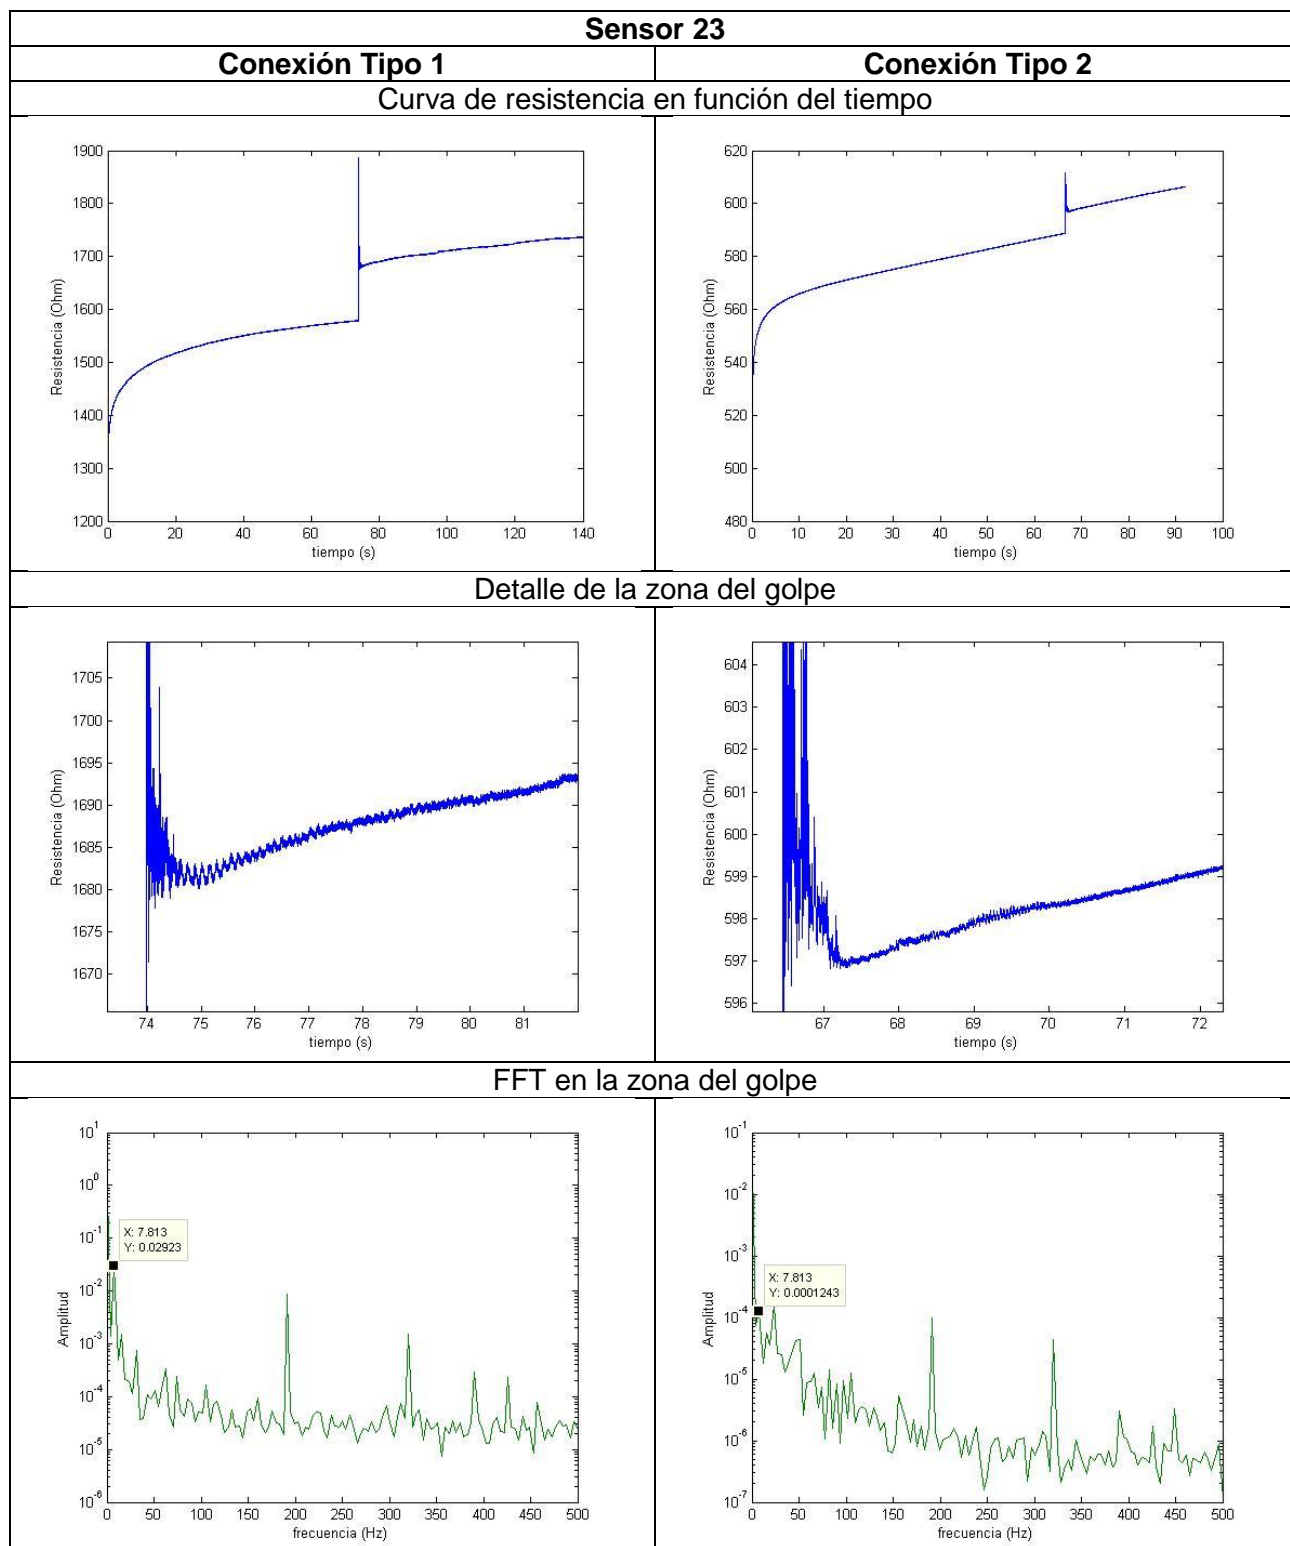 Sensor 23
Conexión Tipo 1
Conexión Tipo 2
Curva de resistencia en función del tiempo
1900
1800
1700
1600
1500
1400
1300
1200
Resistencia (Ohm)
0 20 40 60 80 100 120 140
tiempo (s)
620
600
580
560
540
520
500
480
Resistencia (Ohm)
0 10 20 30 40 50 60 70 80 90 100
tiempo (s)
Detalle de la zona del golpe
1705
1700
1695
1690
1685
1680
1675
1670
Resistencia (Ohm)
74 75 76 77 78 79 80 81
tiempo (s)
604
603
602
601
600
599
598
597
596
Resistencia (Ohm)
67 68 69 70 71 72
tiempo (s)
FFT en la zona del golpe
10^1
10^0
10^-1
10^-2
10^-3
10^-4
10^-5
10^-6
Amplitud
X: 7.813
Y: 0.02923
0 50 100 150 200 250 300 350 400 450 500
frecuencia (Hz)
10^-1
10^-2
10^-3
10^-4
10^-5
10^-6
10^-7
Amplitud
X: 7.813
Y: 0.0001243
0 50 100 150 200 250 300 350 400 450 500
frecuencia (Hz)